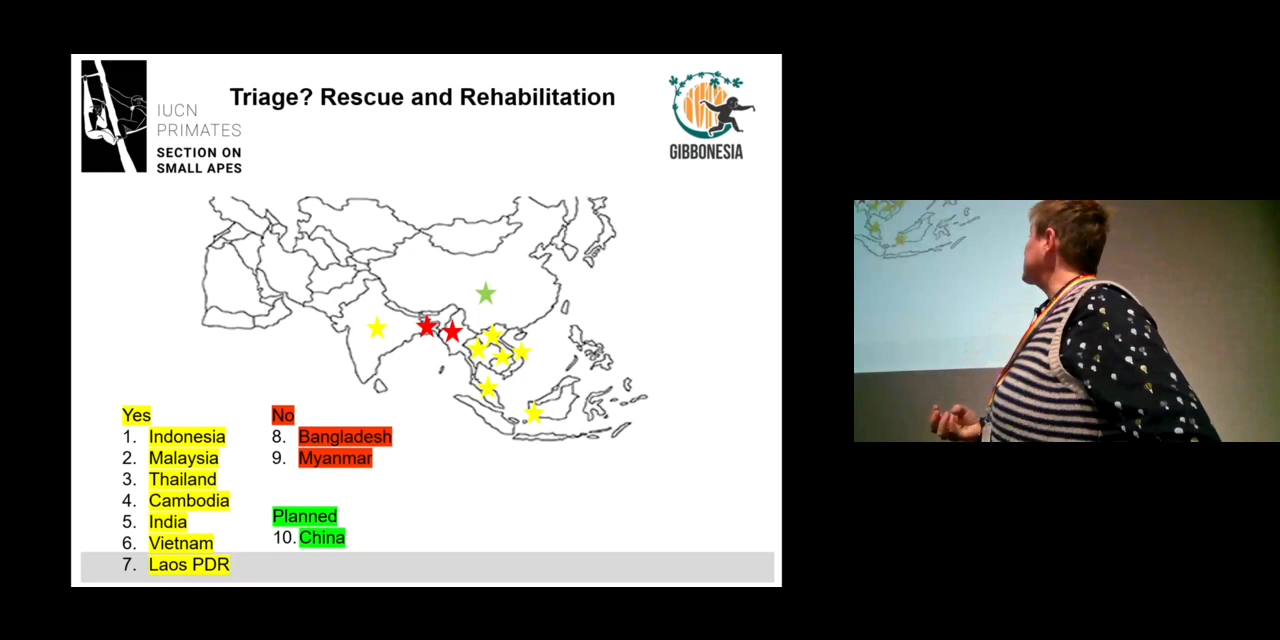 Triage? Rescue and Rehabilitation
IUCN
PRIMATES
SECTION ON
SMALL APES
GIBBONESIA
Yes
1. Indonesia
2. Malaysia
3. Thailand
4. Cambodia
5. India
6. Vietnam
7. Laos PDR
No
8. Bangladesh
9. Myanmar
Planned
10. China